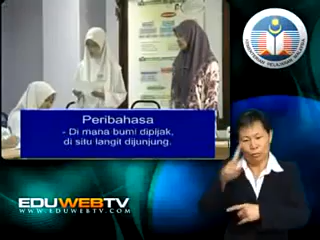 Peribahasa
- Di mana bumi dipijak,
di situ langit dijunjung.
EDUWEBTV
WWW.EDUWEBTV.COM